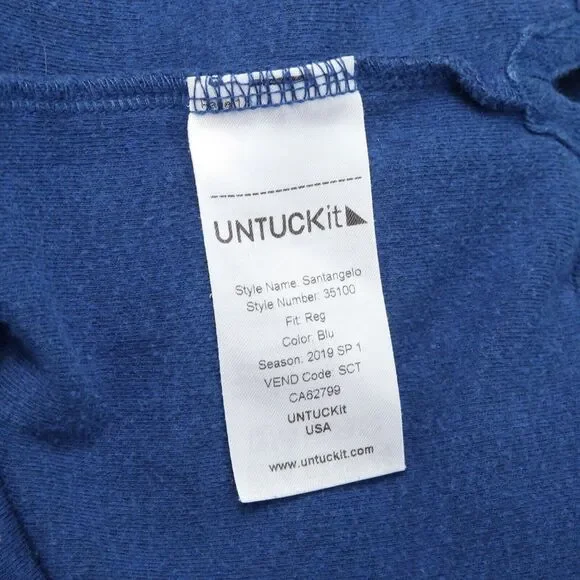 UNTUCKit
Style Name: Santangelo
Style Number: 35100
Fit: Reg
Color: Blu
Season: 2019 SP 1
VEND Code: SCT
CA62799
UNTUCKit
USA
www.untuckit.com